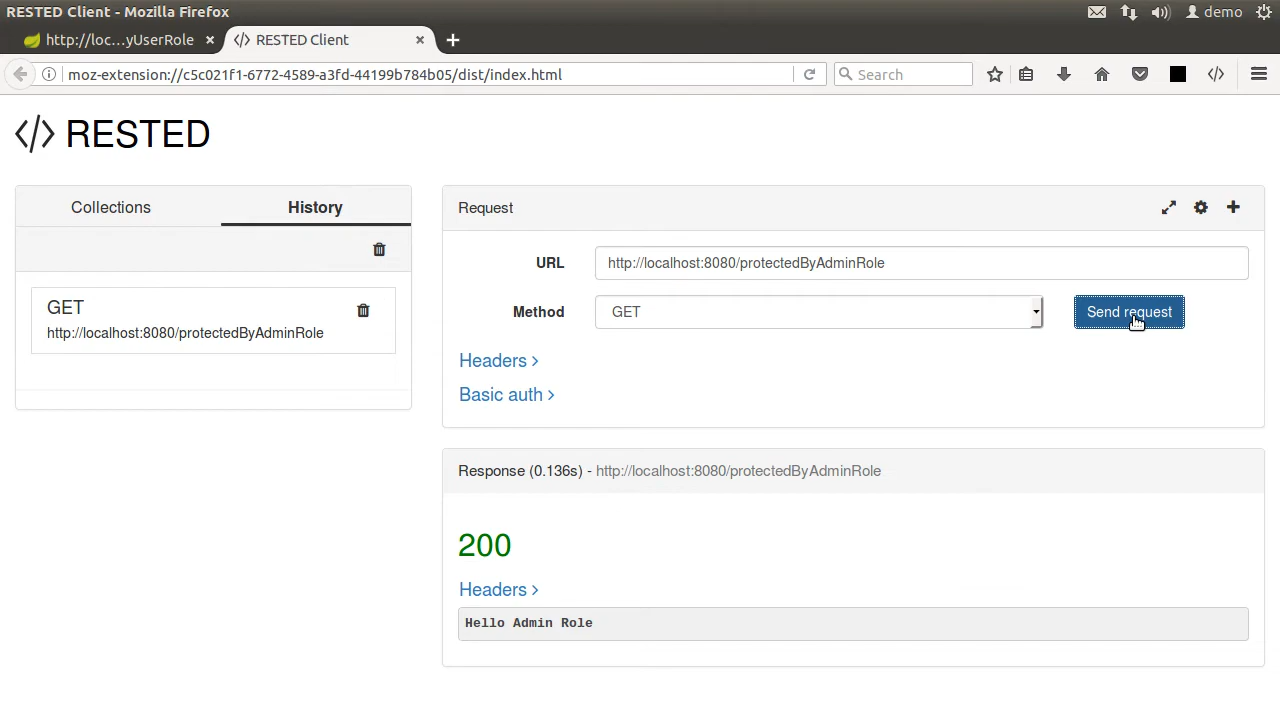 RESTED Client - Mozilla Firefox
demo
http://loc...yUserRole
</> RESTED Client
moz-extension://c5c021f1-6772-4589-a3fd-44199b784b05/dist/index.html
Search
</> RESTED
Collections
History
GET
http://localhost:8080/protectedByAdminRole
Request
URL
http://localhost:8080/protectedByAdminRole
Method
GET
Send request
Headers
Basic auth
Response (0.136s) - http://localhost:8080/protectedByAdminRole
200
Headers
Hello Admin Role